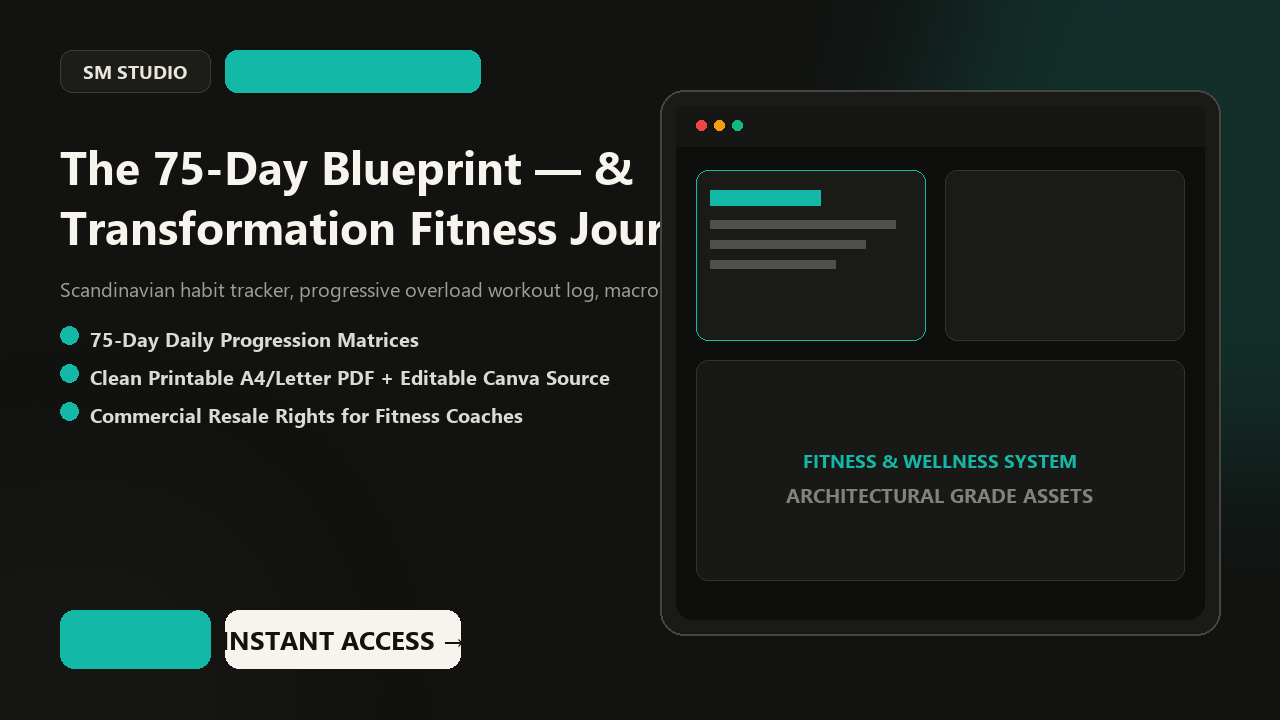 SM STUDIO
The 75-Day Blueprint — &
Transformation Fitness Jour
Scandinavian habit tracker, progressive overload workout log, macro
75-Day Daily Progression Matrices
Clean Printable A4/Letter PDF + Editable Canva Source
Commercial Resale Rights for Fitness Coaches
FITNESS & WELLNESS SYSTEM
ARCHITECTURAL GRADE ASSETS
INSTANT ACCESS →